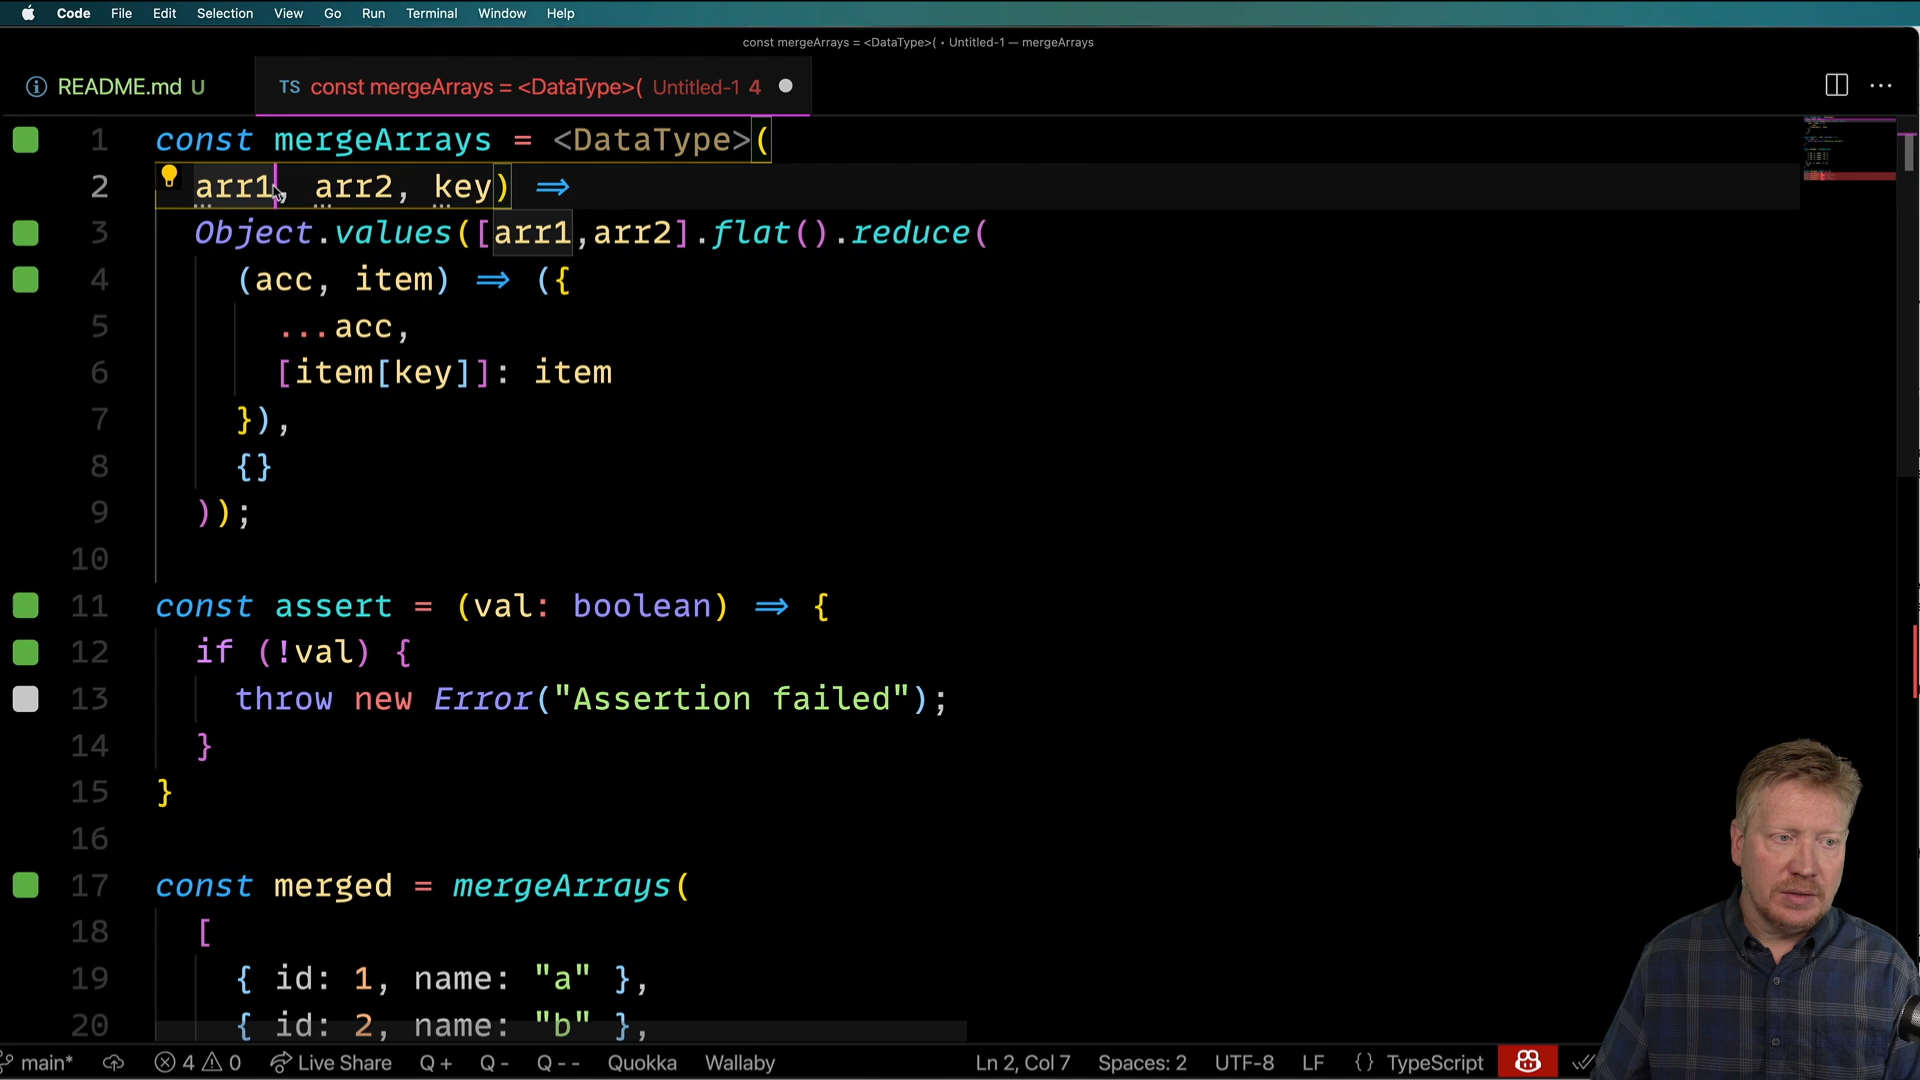 Code File Edit Selection View Go Run Terminal Window Help
const mergeArrays = <DataType>( • Untitled-1 — mergeArrays
README.md U TS const mergeArrays = <DataType>( Untitled-1 4
1 const mergeArrays = <DataType>(
2 arr1, arr2, key) =>
3 Object.values([arr1,arr2].flat().reduce(
4 (acc, item) => ({
5 ...acc,
6 [item[key]]: item
7 }),
8 {}
9 ));
10
11 const assert = (val: boolean) => {
12 if (!val) {
13 throw new Error("Assertion failed");
14 }
15 }
16
17 const merged = mergeArrays(
18 [
19 { id: 1, name: "a" },
20 { id: 2, name: "b" },
main* 4 0 Live Share Q+ Q- Q-- Quokka Wallaby Ln 2, Col 7 Spaces: 2 UTF-8 LF {} TypeScript